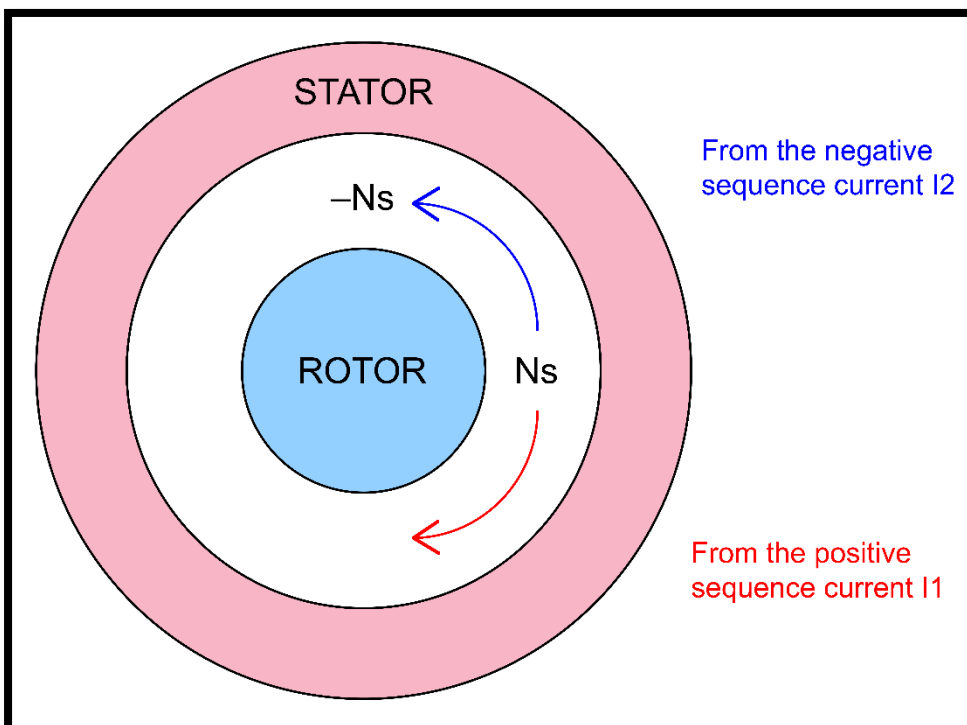 STATOR
From the negative
sequence current I2
–Ns
ROTOR
Ns
From the positive
sequence current I1